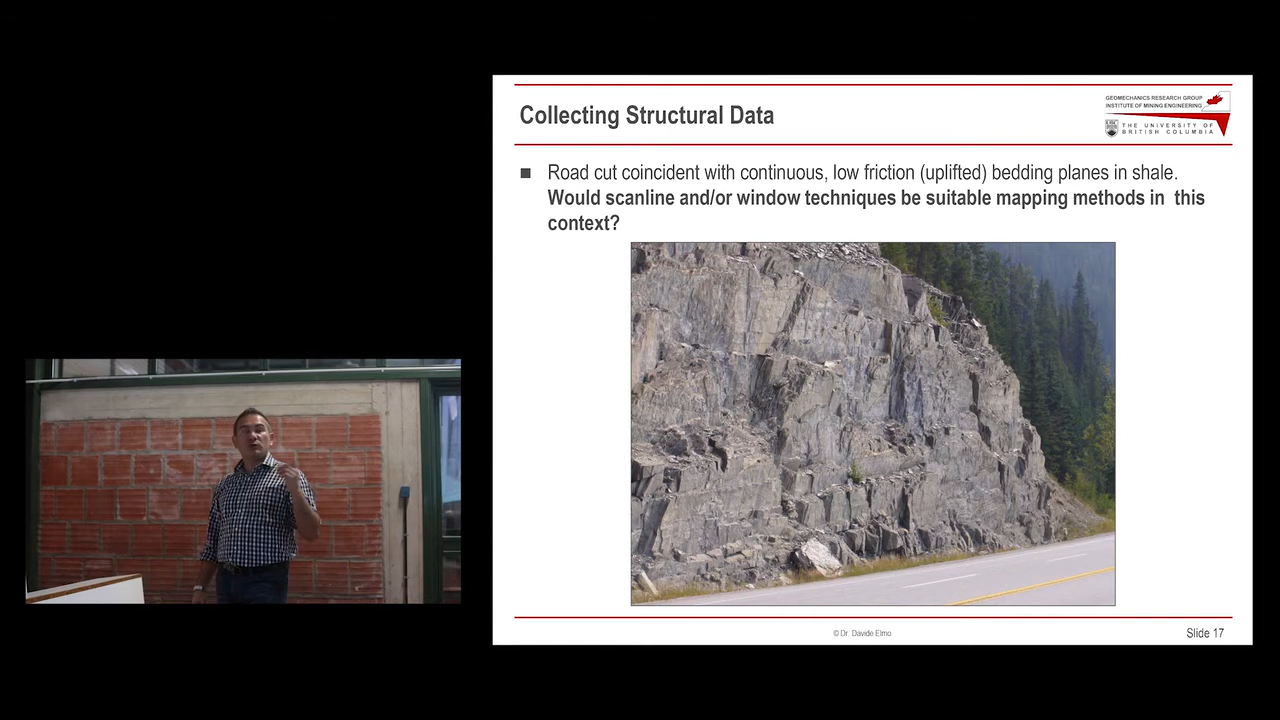 Collecting Structural Data
GEOMECHANICS RESEARCH GROUP
INSTITUTE OF MINING ENGINEERING
THE UNIVERSITY OF
BRITISH COLUMBIA
Road cut coincident with continuous, low friction (uplifted) bedding planes in shale.
Would scanline and/or window techniques be suitable mapping methods in this
context?
© Dr. Davide Elmo
Slide 17